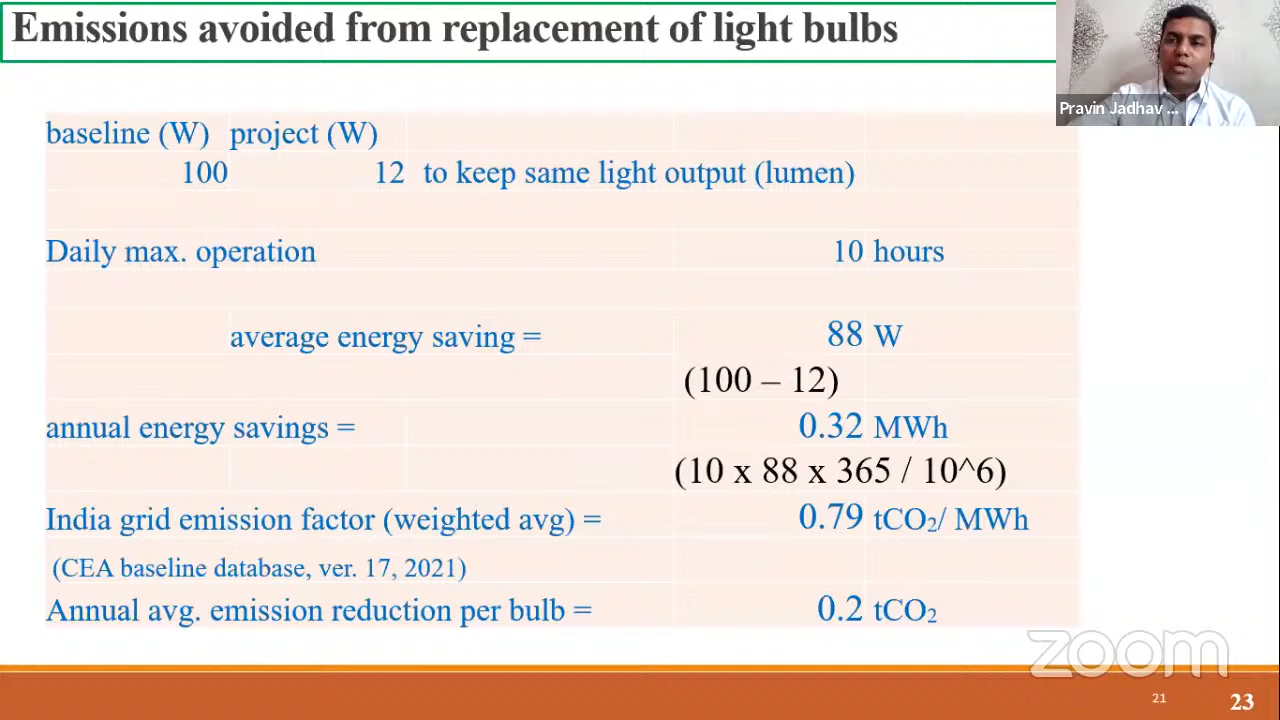 Emissions avoided from replacement of light bulbs
Pravin Jadhav ...
baseline (W) project (W)
100 12 to keep same light output (lumen)
Daily max. operation 10 hours
average energy saving = 88 W
(100 – 12)
annual energy savings = 0.32 MWh
(10 x 88 x 365 / 10^6)
India grid emission factor (weighted avg) = 0.79 tCO₂/ MWh
(CEA baseline database, ver. 17, 2021)
Annual avg. emission reduction per bulb = 0.2 tCO₂
zoom
21 23